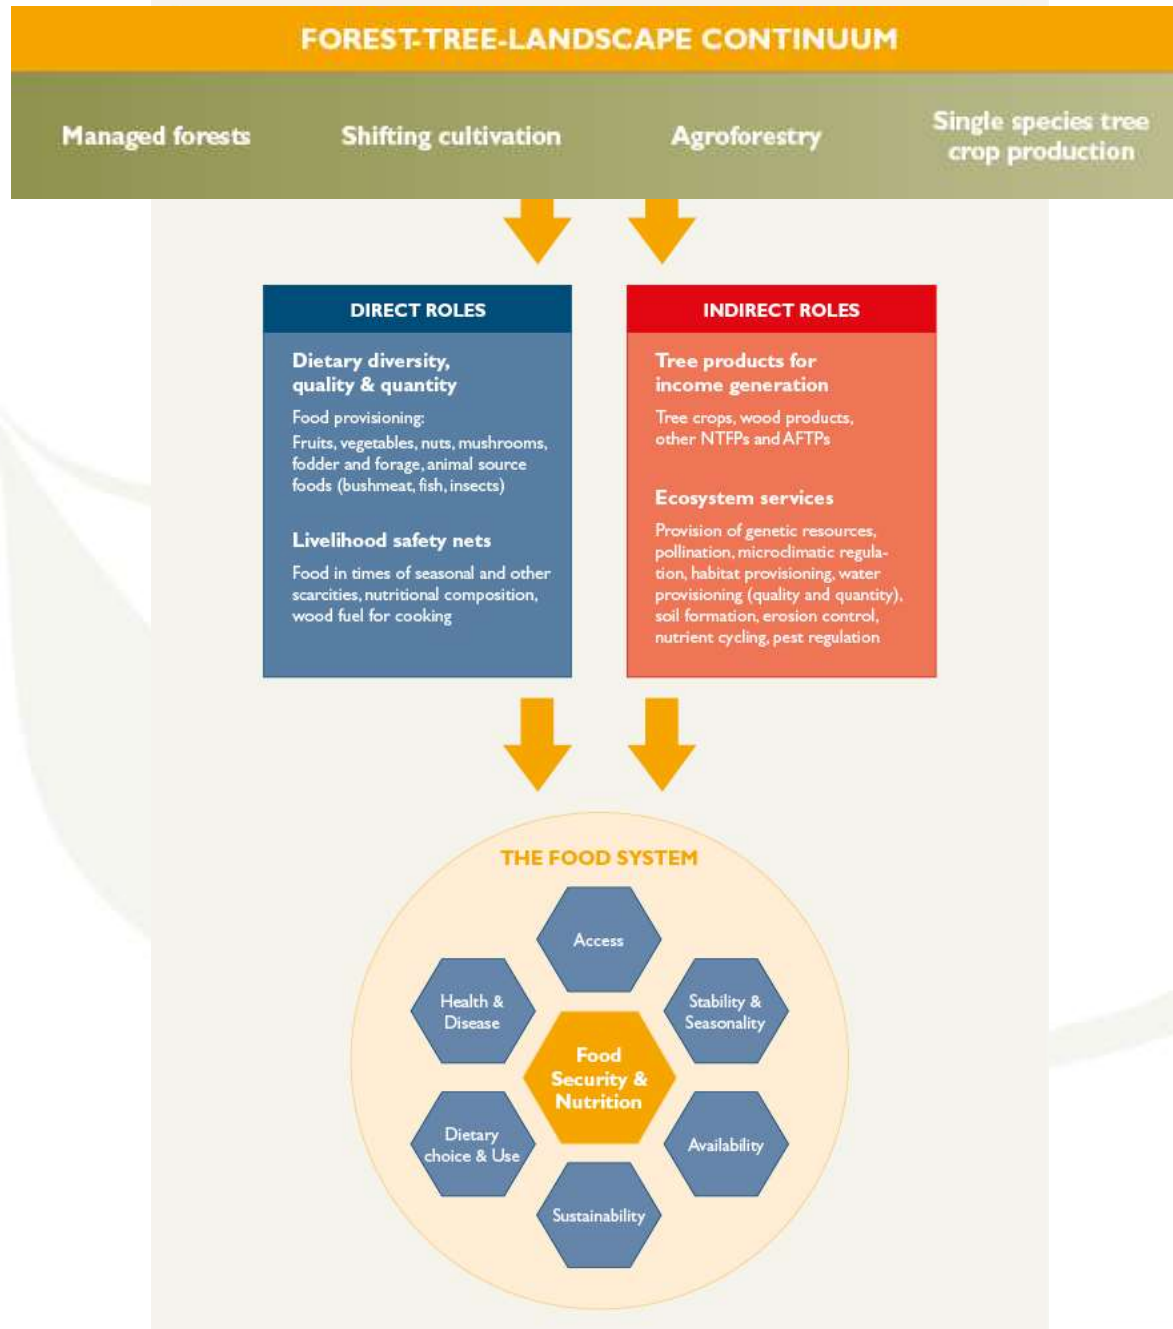 FOREST-TREE-LANDSCAPE CONTINUUM
Managed forests
Shifting cultivation
Agroforestry
Single species tree
crop production
DIRECT ROLES
Dietary diversity,
quality & quantity
Food provisioning:
Fruits, vegetables, nuts, mushrooms,
fodder and forage, animal source
foods (bushmeat, fish, insects)
Livelihood safety nets
Food in times of seasonal and other
scarcities, nutritional composition,
wood fuel for cooking
INDIRECT ROLES
Tree products for
income generation
Tree crops, wood products,
other NTFPs and AFTPs
Ecosystem services
Provision of genetic resources,
pollination, microclimatic regula-
tion, habitat provisioning, water
provisioning (quality and quantity),
soil formation, erosion control,
nutrient cycling, pest regulation
THE FOOD SYSTEM
Access
Health &
Disease
Stability &
Seasonality
Food
Security &
Nutrition
Dietary
choice & Use
Availability
Sustainability